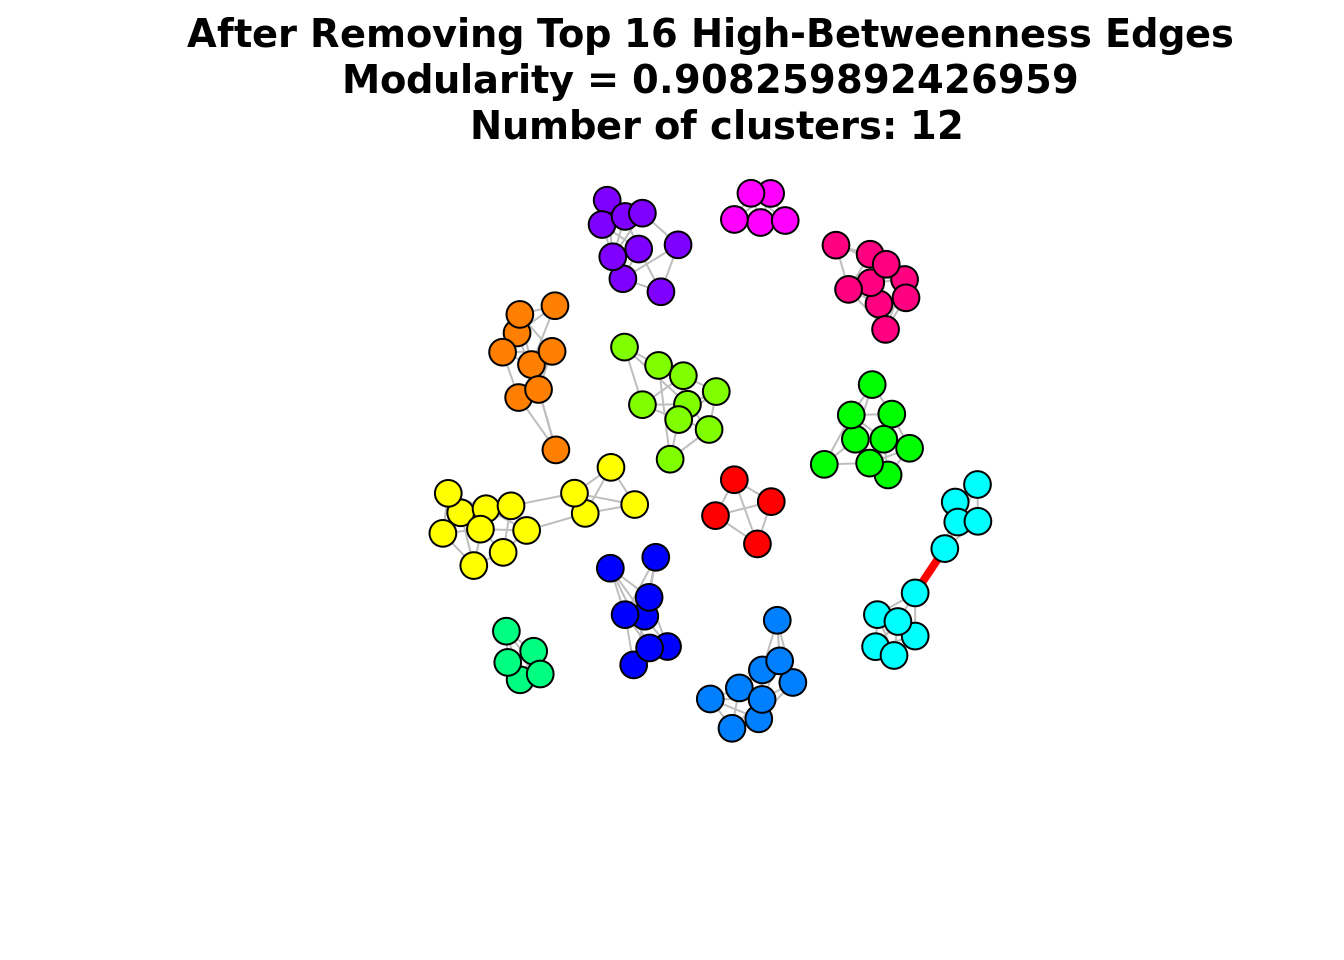 After Removing Top 16 High-Betweenness Edges
Modularity = 0.908259892426959
Number of clusters: 12